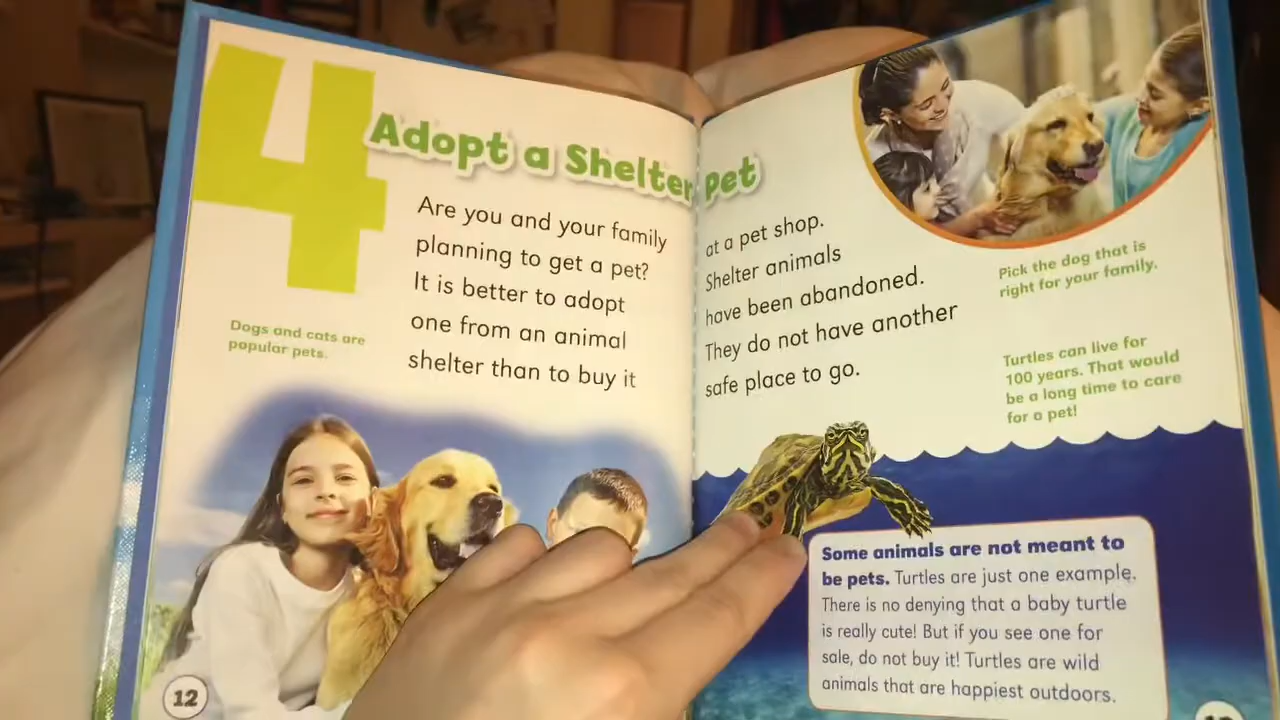 4
Adopt a Shelter Pet
Are you and your family
planning to get a pet?
It is better to adopt
one from an animal
shelter than to buy it
Dogs and cats are
popular pets.
12
at a pet shop.
Shelter animals
have been abandoned.
They do not have another
safe place to go.
Pick the dog that is
right for your family.
Turtles can live for
100 years. That would
be a long time to care
for a pet!
Some animals are not meant to
be pets. Turtles are just one example.
There is no denying that a baby turtle
is really cute! But if you see one for
sale, do not buy it! Turtles are wild
animals that are happiest outdoors.